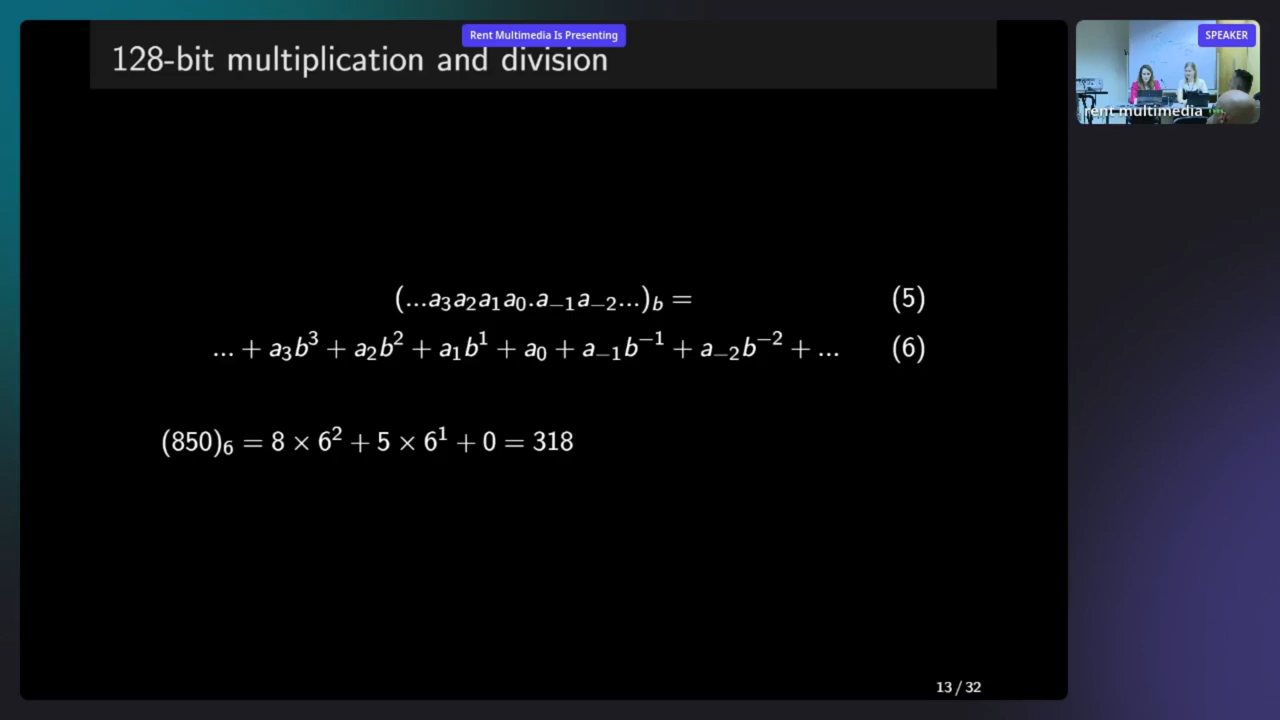 Rent Multimedia Is Presenting
128-bit multiplication and division
SPEAKER
rent multimedia
(...a₃a₂a₁a₀.a₋₁a₋₂...)_b = (5)
... + a₃b³ + a₂b² + a₁b¹ + a₀ + a₋₁b⁻¹ + a₋₂b⁻² + ... (6)
(850)₆ = 8 × 6² + 5 × 6¹ + 0 = 318
13 / 32